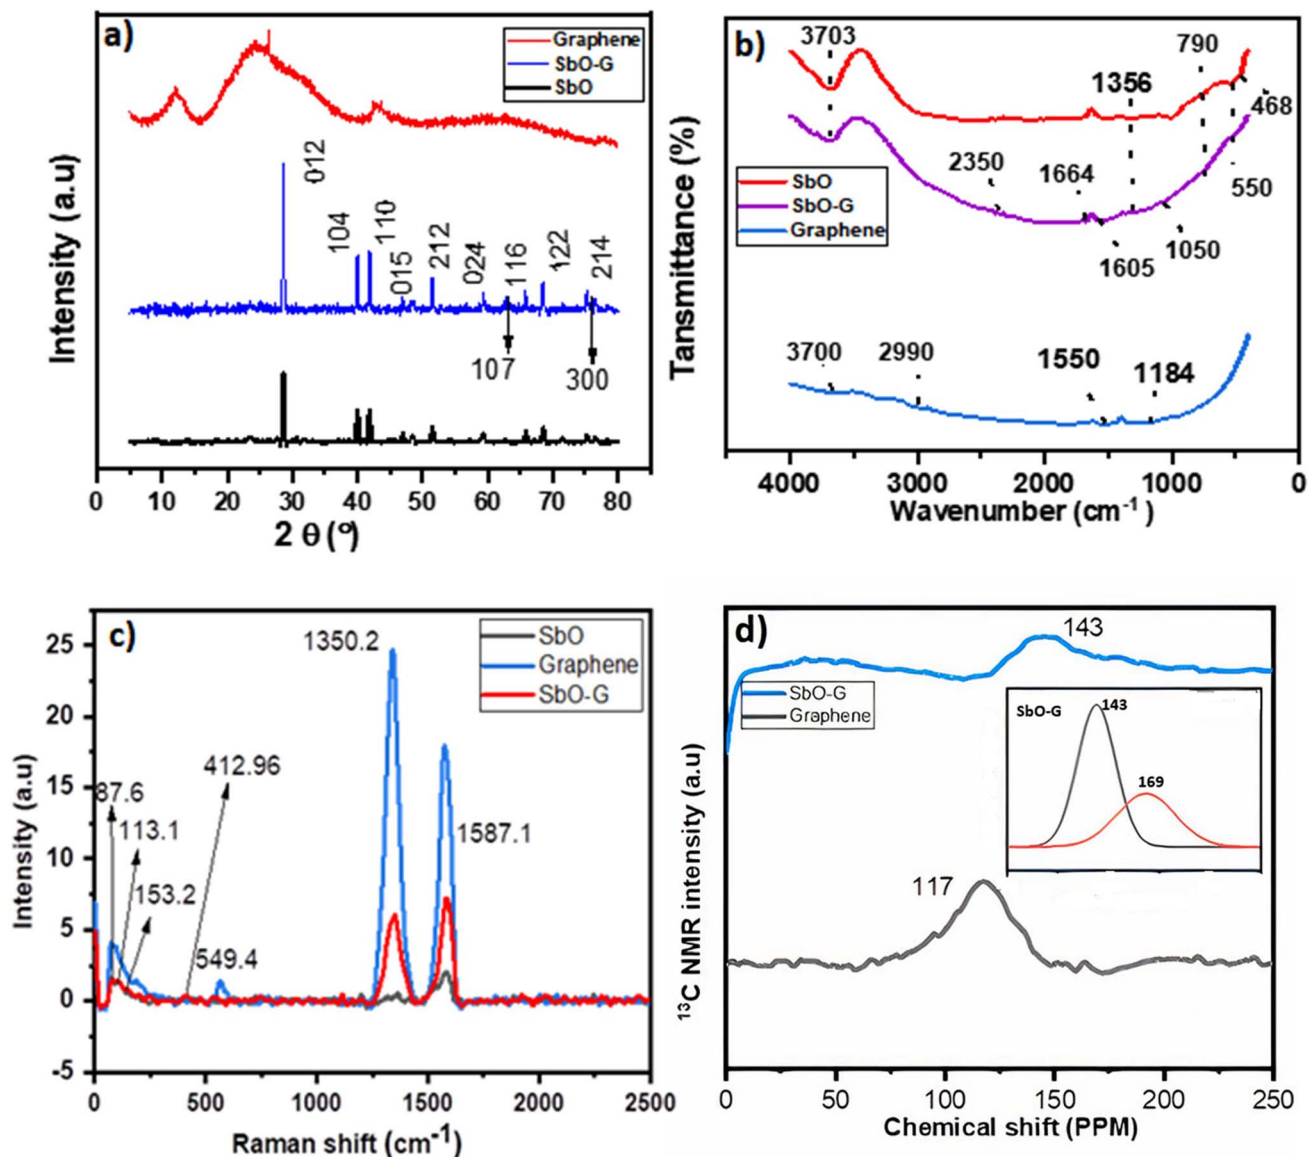 a)
Graphene
SbO-G
SbO
012
104
110
015
212
024
116
122
214
107
300
Intensity (a.u)
0 10 20 30 40 50 60 70 80
2 θ (º)
b)
3703
790
1356
468
2350
1664
550
SbO
SbO-G
Graphene
1605
1050
3700
2990
1550
1184
Tansmittance (%)
4000 3000 2000 1000 0
Wavenumber (cm-1 )
c)
1350.2
SbO
Graphene
SbO-G
412.96
87.6
113.1
153.2
549.4
1587.1
25
20
15
10
5
0
-5
Intensity (a.u)
0 500 1000 1500 2000 2500
Raman shift (cm-1)
d)
143
SbO-G
Graphene
SbO-G
143
169
117
13C NMR intensity (a.u)
0 50 100 150 200 250
Chemical shift (PPM)